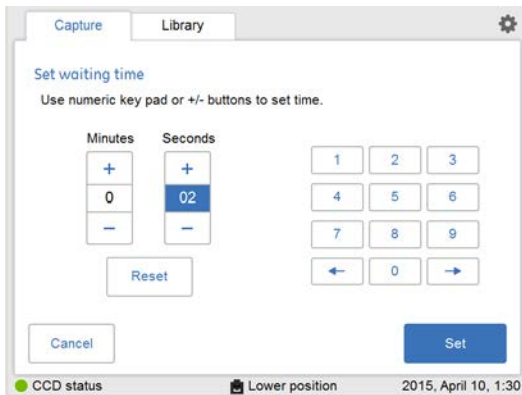 Capture Library
Set waiting time
Use numeric key pad or +/- buttons to set time.
Minutes Seconds
+ + 1 2 3
0 02 4 5 6
− − 7 8 9
Reset ← 0 →
Cancel Set
CCD status Lower position 2015, April 10, 1:30